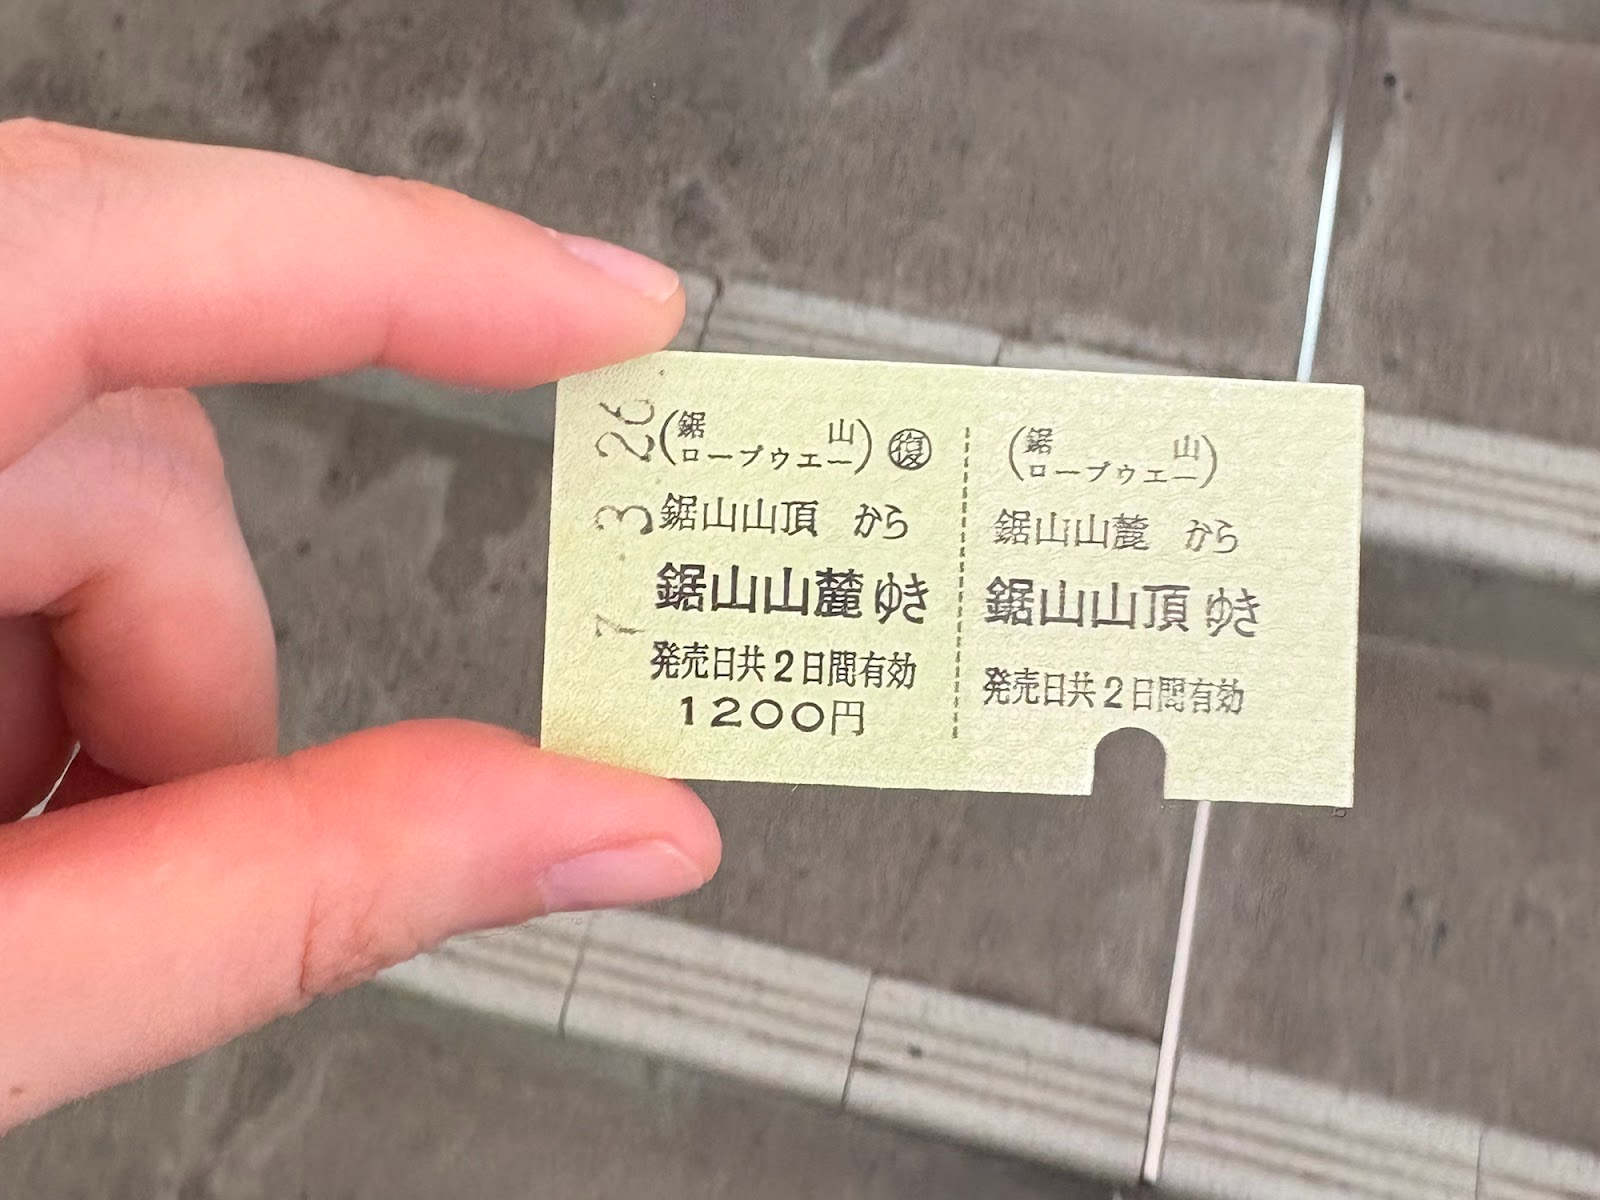 7 3 26
(鋸山ロープウエー) ㊝復
鋸山山頂 から
鋸山山麓ゆき
発売日共2日間有効
1200円
(鋸山ロープウエー)
鋸山山麓 から
鋸山山頂 ゆき
発売日共2日間有効